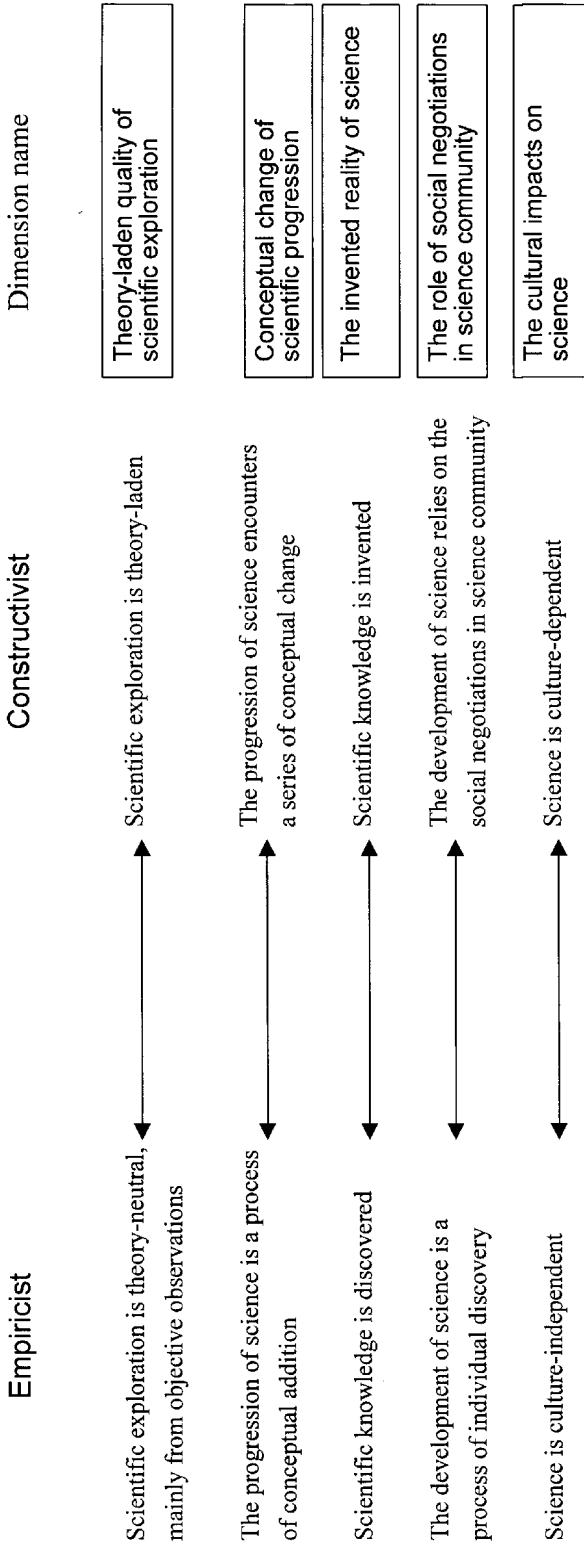 Empiricist
Constructivist
Dimension name
Scientific exploration is theory-neutral,
mainly from objective observations
Scientific exploration is theory-laden
Theory-laden quality of
scientific exploration
The progression of science is a process
of conceptual addition
The progression of science encounters
a series of conceptual change
Conceptual change of
scientific progression
Scientific knowledge is discovered
Scientific knowledge is invented
The invented reality of science
The development of science is a
process of individual discovery
The development of science relies on the
social negotiations in science community
The role of social negotiations
in science community
Science is culture-independent
Science is culture-dependent
The cultural impacts on
science